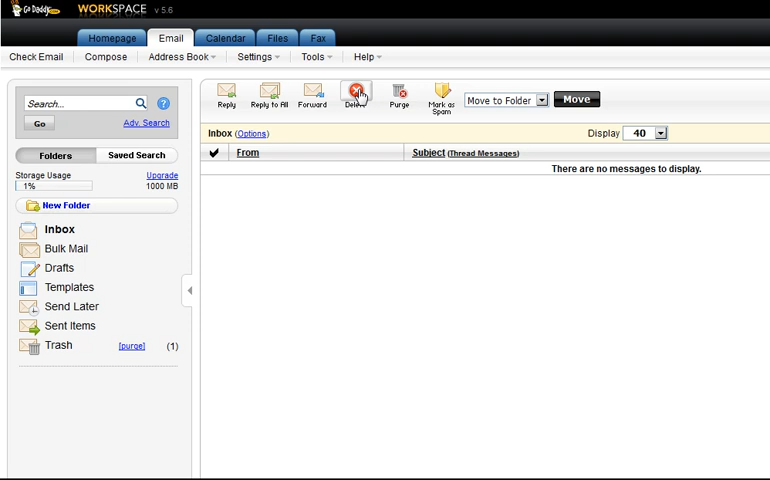 Go Daddy.com WORKSPACE v 5.6
Homepage Email Calendar Files Fax
Check Email Compose Address Book Settings Tools Help
Search... ?
Go Adv. Search
Folders Saved Search
Storage Usage Upgrade
1% 1000 MB
New Folder
Inbox
Bulk Mail
Drafts
Templates
Send Later
Sent Items
Trash [purge] (1)
Reply Reply to All Forward Delete Purge Mark as Spam Move to Folder Move
Inbox (Options) Display 40
From Subject (Thread Messages)
There are no messages to display.